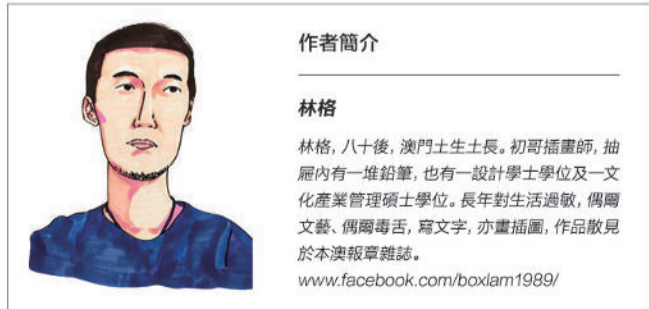 作者簡介
林格
林格，八十後，澳門土生土長。初哥插畫師，抽
屜內有一堆鉛筆，也有一設計學士學位及一文
化產業管理碩士學位。長年對生活過敏，偶爾
文藝、偶爾毒舌，寫文字，亦畫插圖，作品散見
於本澳報章雜誌。
www.facebook.com/boxlam1989/